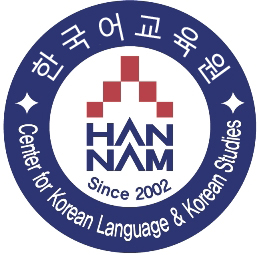 한국어교육원
HAN
NAM
Since 2002
Center for Korean Language & Korean Studies